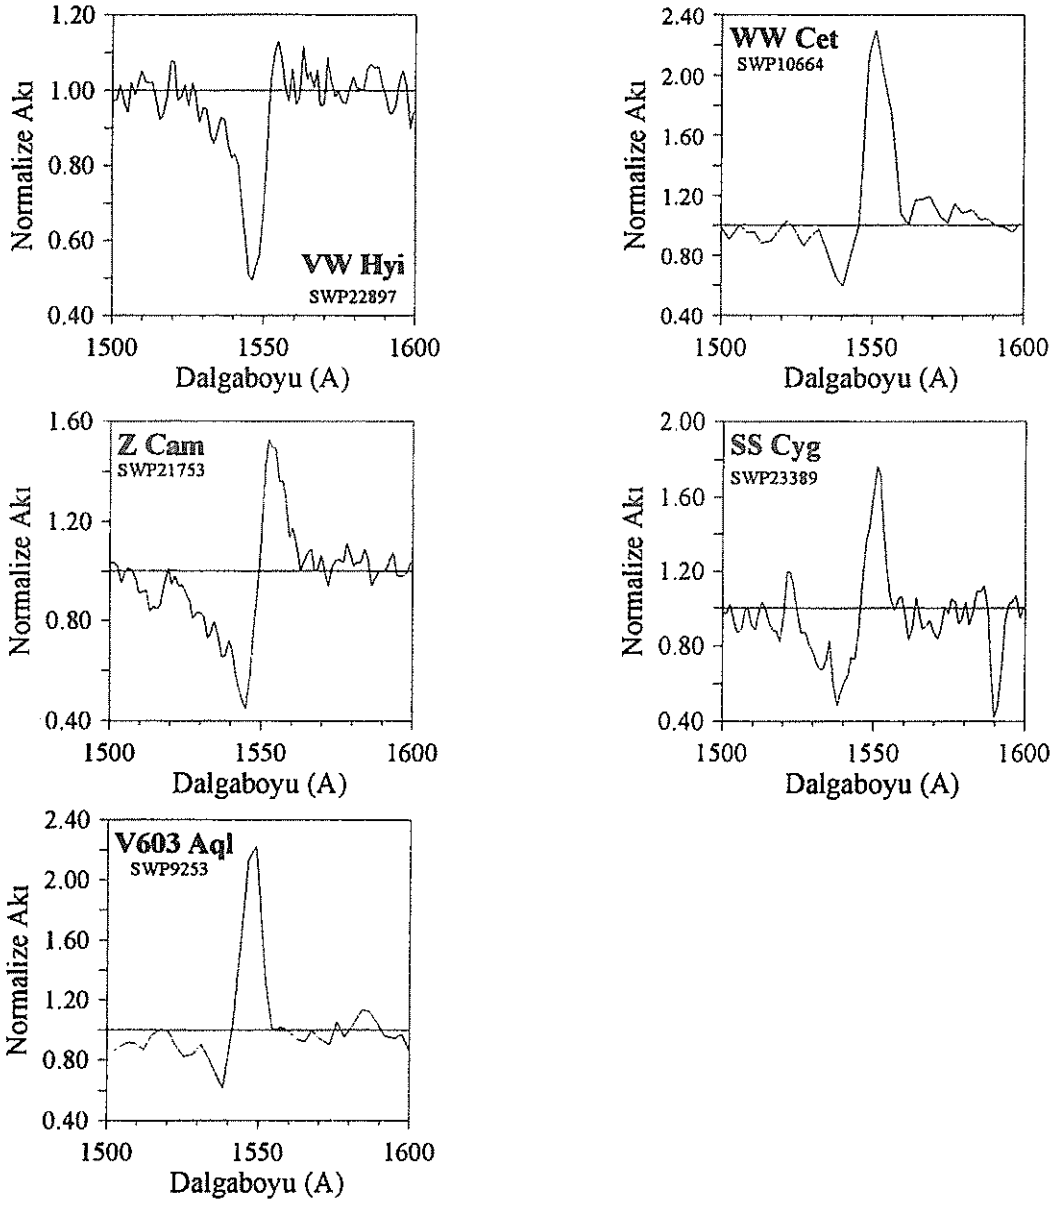 1.20
1.00
0.80
0.60
0.40
Normalize Akı
VW Hyi
SWP22897
1500 1550 1600
Dalgaboyu (A)
2.40
2.00
1.60
1.20
0.80
0.40
Normalize Akı
WW Cet
SWP10664
1500 1550 1600
Dalgaboyu (A)
1.60
1.20
0.80
0.40
Normalize Akı
Z Cam
SWP21753
1500 1550 1600
Dalgaboyu (A)
2.00
1.60
1.20
0.80
0.40
Normalize Akı
SS Cyg
SWP23389
1500 1550 1600
Dalgaboyu (A)
2.40
2.00
1.60
1.20
0.80
0.40
Normalize Akı
V603 Aql
SWP9253
1500 1550 1600
Dalgaboyu (A)